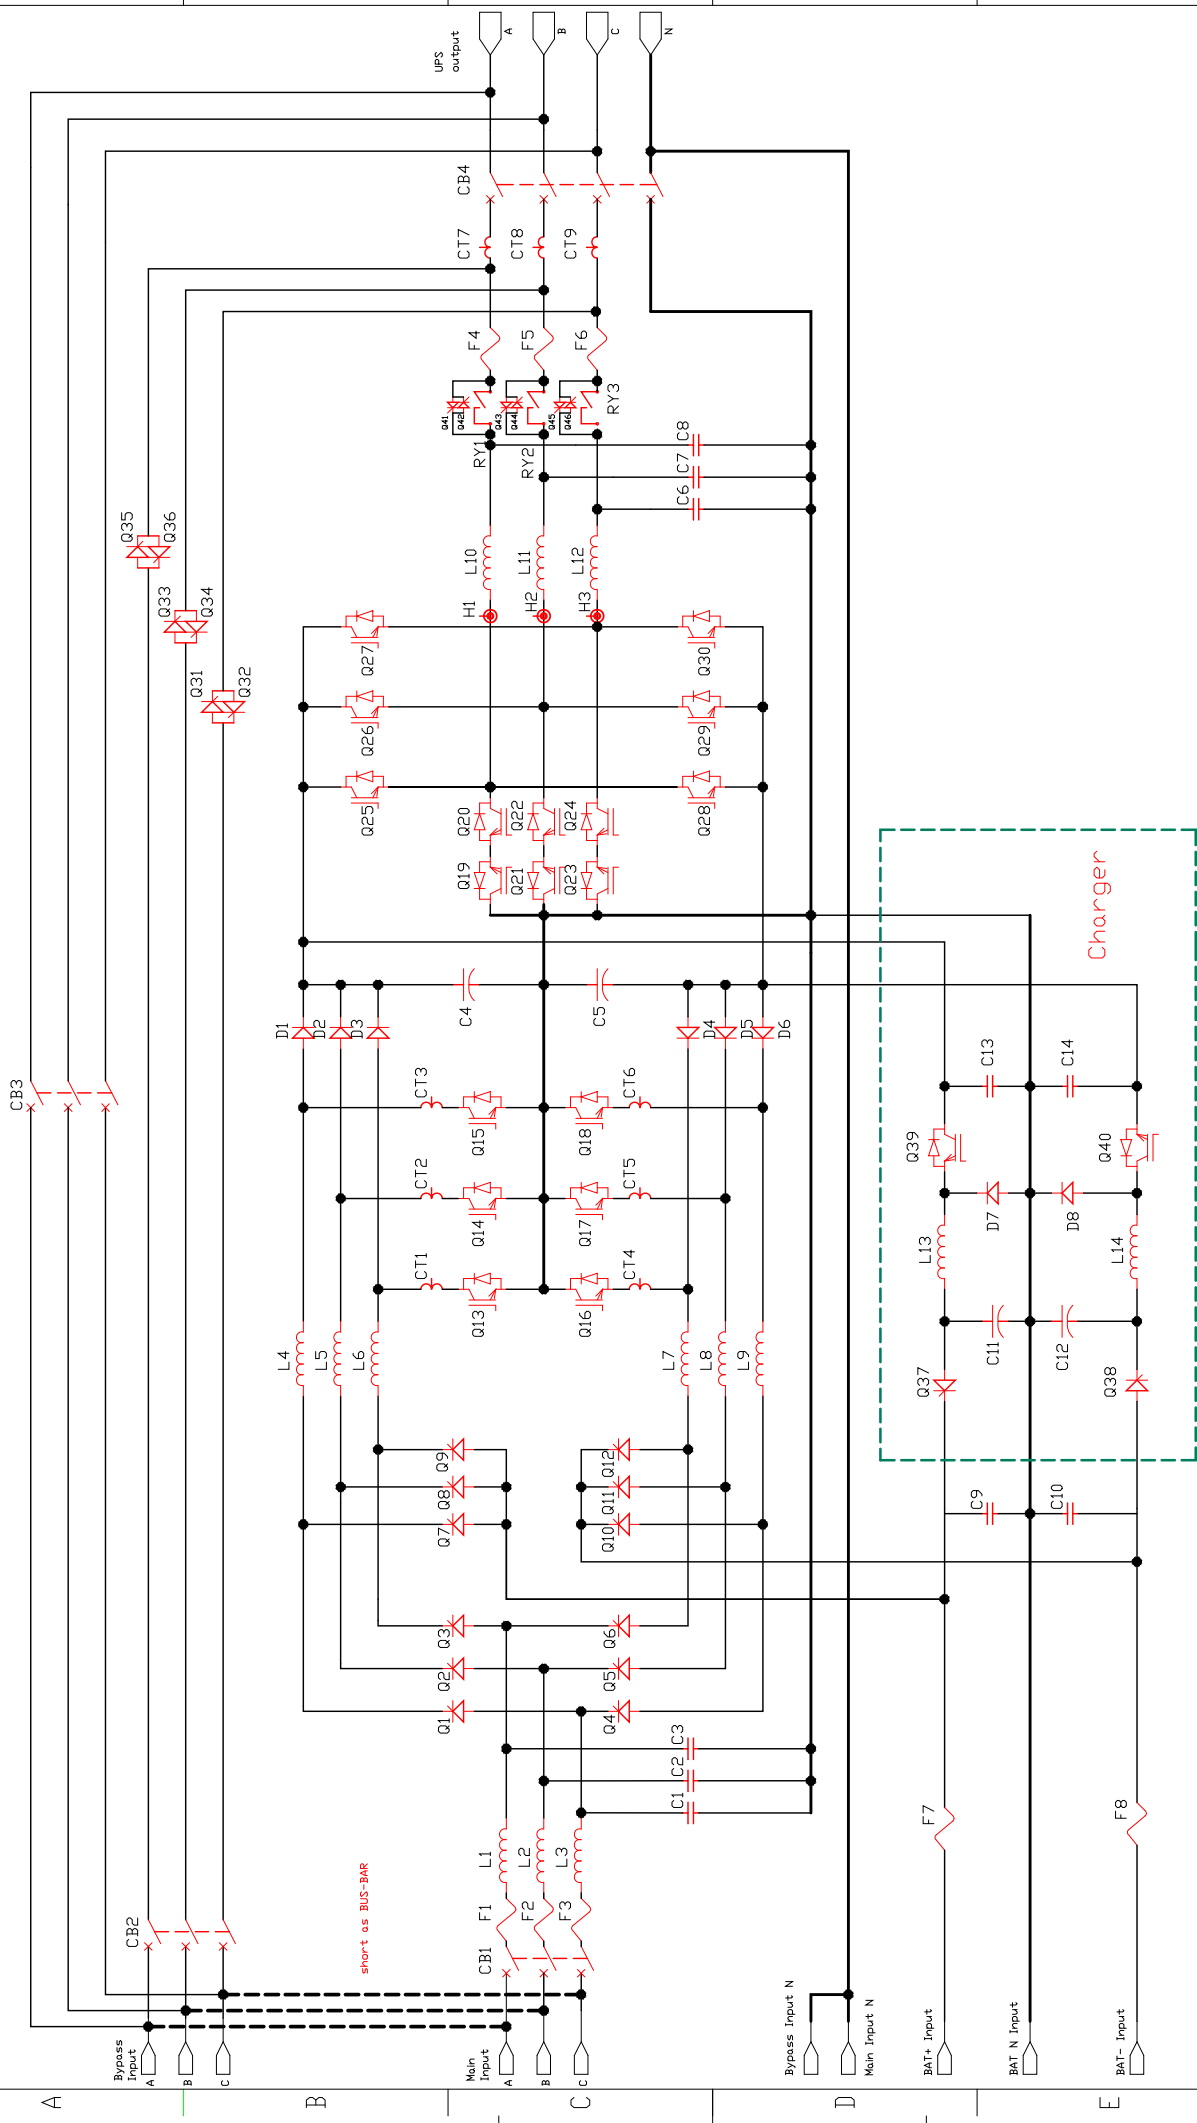 A
B
C
D
E
Bypass
Input
A
B
C
CB2
CB3
Q31
Q32
Q33
Q34
Q35
Q36
short as BUS-BAR
Main
Input
A
B
C
CB1
F1
F2
F3
L1
L2
L3
C1
C2
C3
Q1
Q2
Q3
Q4
Q5
Q6
Q7
Q8
Q9
Q10
Q11
Q12
L4
L5
L6
L7
L8
L9
CT1
CT2
CT3
Q13
Q14
Q15
Q16
Q17
Q18
CT4
CT5
CT6
D1
D2
D3
C4
C5
D4
D5
D6
Q19
Q20
Q21
Q22
Q23
Q24
Q25
Q26
Q27
Q28
Q29
Q30
H1
H2
H3
L10
L11
L12
C6
C7
C8
RY1
RY2
RY3
Q41
Q42
Q43
Q44
Q45
Q46
F4
F5
F6
CT7
CT8
CT9
CB4
UPS
output
A
B
C
N
Bypass Input N
Main Input N
BAT+ Input
BAT N Input
BAT- Input
F7
F8
C9
C10
Q37
Q38
C11
C12
L13
L14
D7
D8
Q39
Q40
C13
C14
Charger